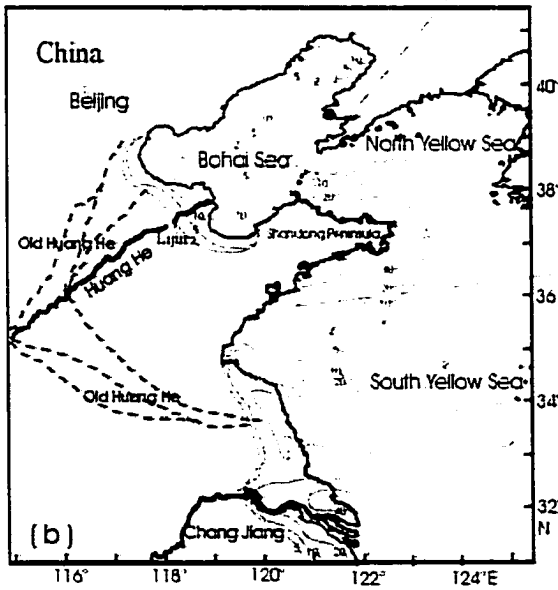 China
Beijing
40°
Bohai Sea
North Yellow Sea
38°
Old Huang He
Huang He
Shandong Peninsula
36°
South Yellow Sea
Old Huang He
34°
32°
N
(b)
Chang Jiang
116°
118°
120°
122°
124°E